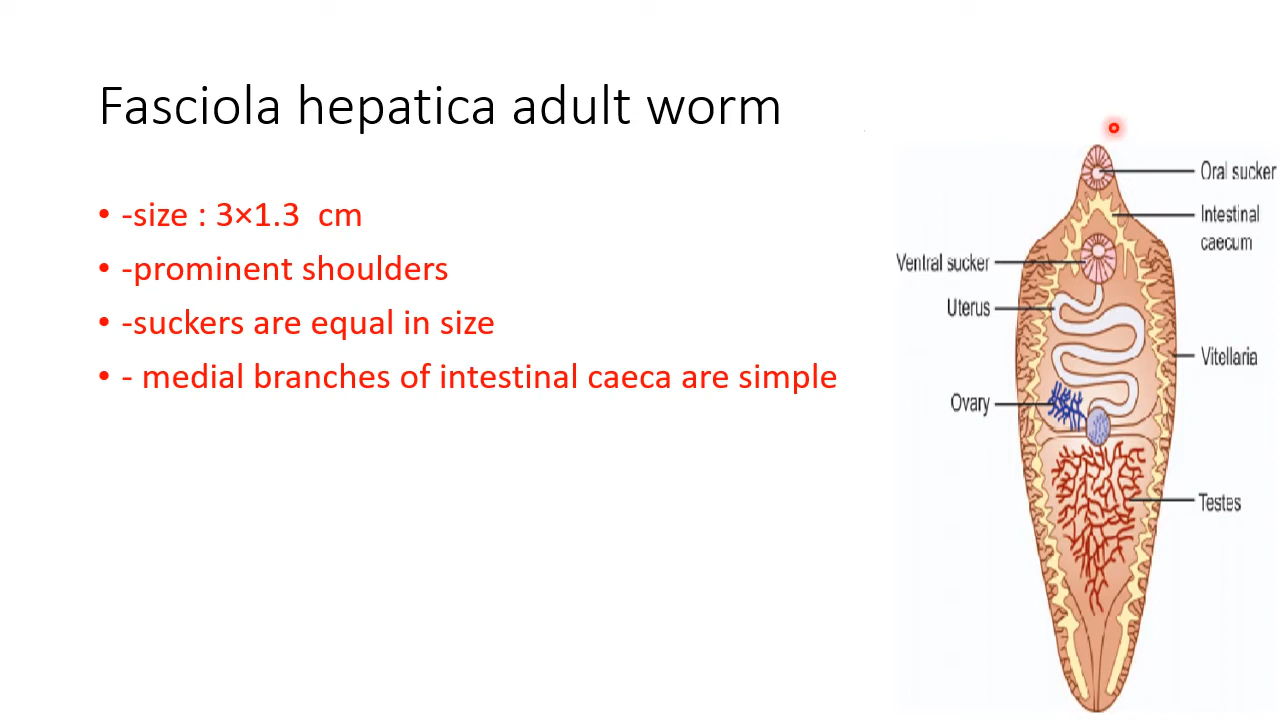 Fasciola hepatica adult worm
• -size : 3×1.3 cm
• -prominent shoulders
• -suckers are equal in size
• - medial branches of intestinal caeca are simple
Oral sucker
Intestinal
caecum
Ventral sucker
Uterus
Vitellaria
Ovary
Testes